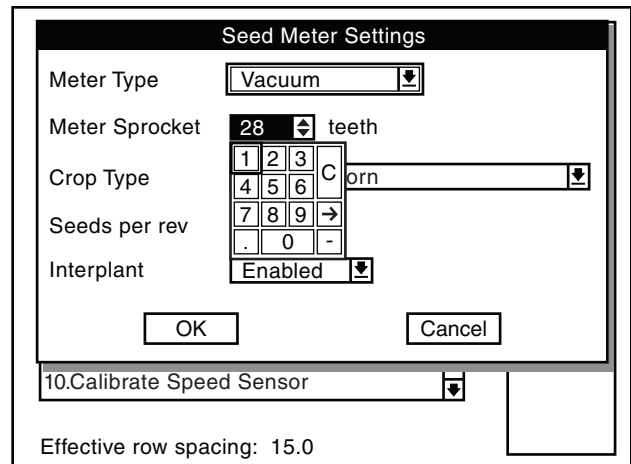 Seed Meter Settings
Meter Type Vacuum
Meter Sprocket 28 teeth
1 2 3 C
Crop Type orn
4 5 6
7 8 9 →
Seeds per rev
. 0 -
Interplant Enabled
OK Cancel
10.Calibrate Speed Sensor
Effective row spacing: 15.0